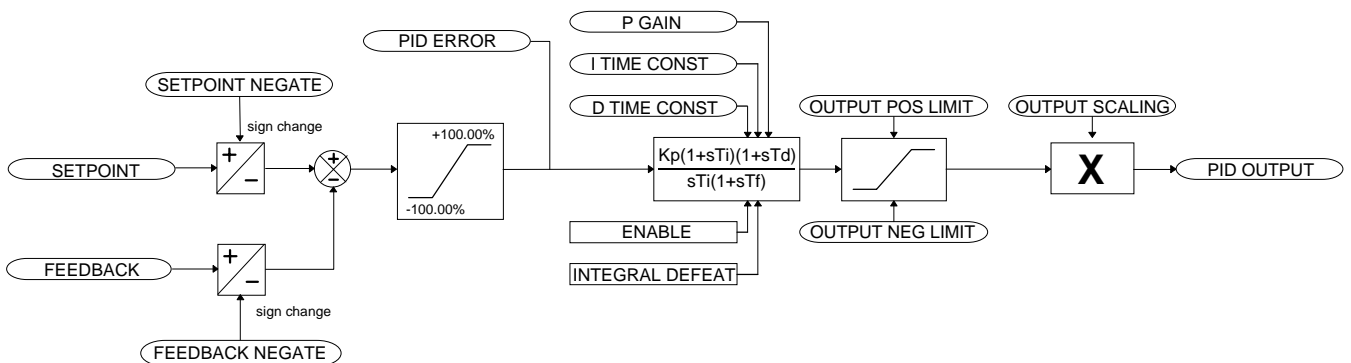 P GAIN
PID ERROR
I TIME CONST
SETPOINT NEGATE
D TIME CONST
OUTPUT POS LIMIT
OUTPUT SCALING
sign change
+100.00%
-100.00%
SETPOINT
+
−
+
−
Kp(1+sTi)(1+sTd)
sTi(1+sTf)
X
PID OUTPUT
ENABLE
OUTPUT NEG LIMIT
FEEDBACK
+
−
INTEGRAL DEFEAT
sign change
FEEDBACK NEGATE